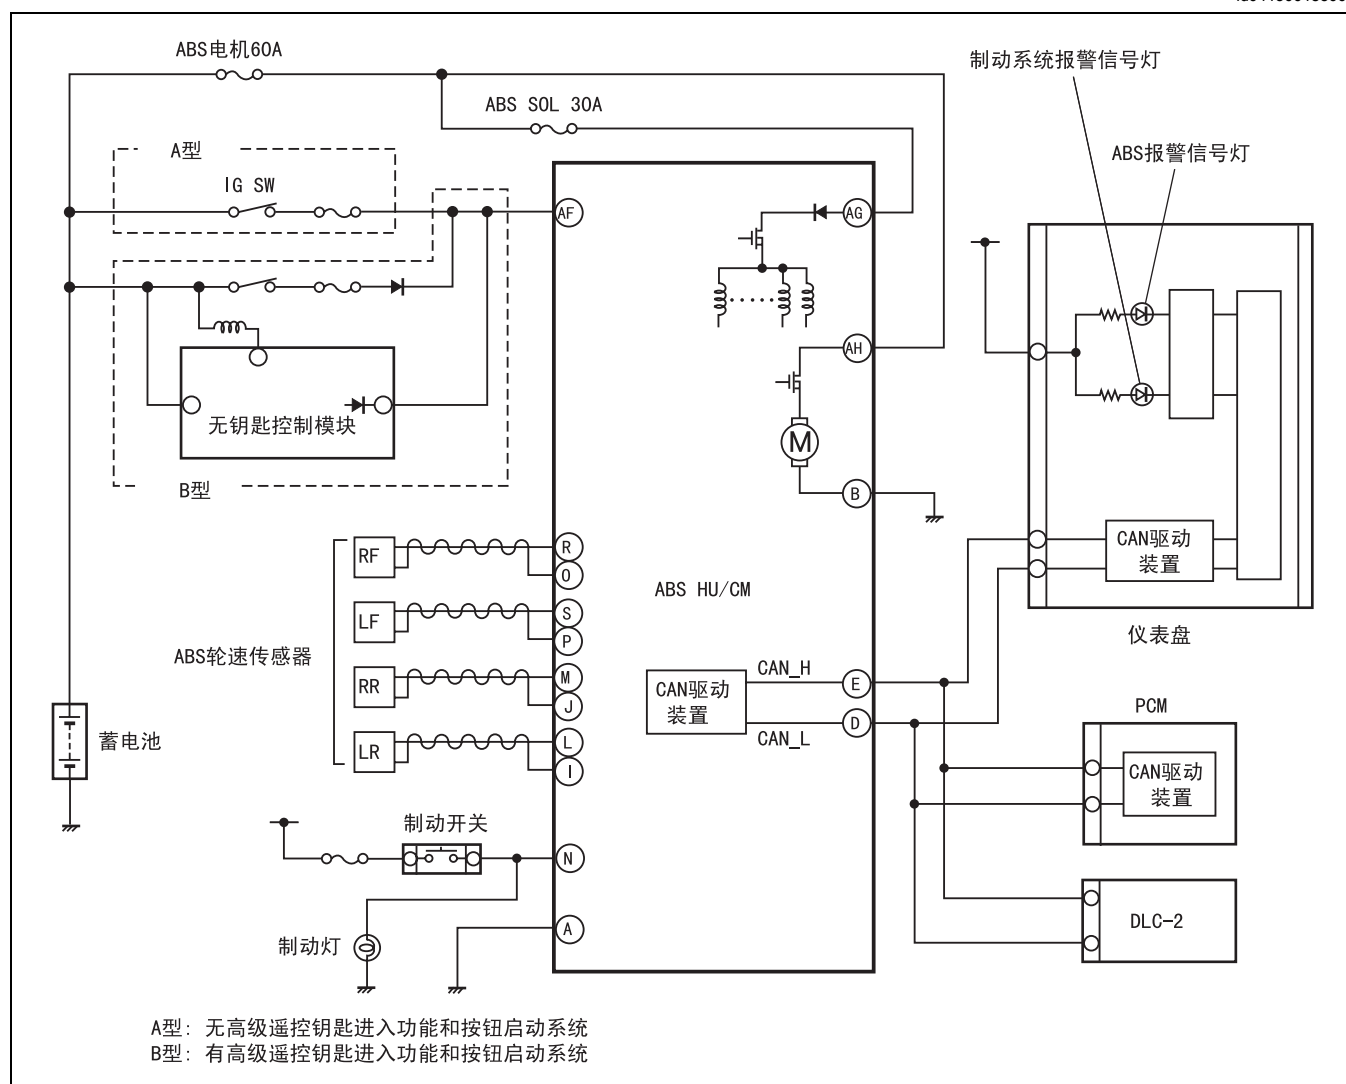 ABS电机60A
制动系统报警信号灯
ABS SOL 30A
ABS报警信号灯
A型
IG SW
AF
AG
AH
无钥匙控制模块
M
B型
B
RF
R
O
CAN驱动
装置
ABS HU/CM
LF
S
P
仪表盘
ABS轮速传感器
RR
M
J
CAN驱动
装置
CAN_H
E
CAN_L
D
PCM
蓄电池
LR
L
I
CAN驱动
装置
制动开关
N
制动灯
A
DLC-2
A型: 无高级遥控钥匙进入功能和按钮启动系统
B型: 有高级遥控钥匙进入功能和按钮启动系统